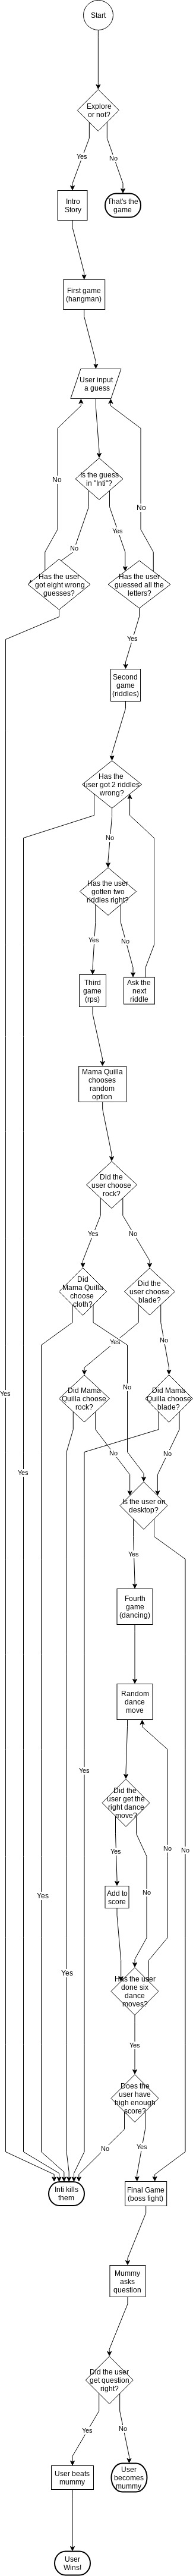 Start
Explore
or not?
Yes
No
Intro
Story
That's the
game
First game
(hangman)
User input
a guess
Is the guess
in "Inti"?
No
No
No
Yes
Has the user
got eight wrong
guesses?
Has the user
guessed all the
letters?
Yes
Second
game
(riddles)
Has the
user got 2 riddles
wrong?
No
Has the user
gotten two
riddles right?
Yes
No
Third
game
(rps)
Ask the
next
riddle
Mama Quilla
chooses
random
option
Did the
user choose
rock?
Yes
No
Did
Mama Quilla
choose
cloth?
Did the
user choose
blade?
Yes
No
No
Did Mama
Quilla choose
rock?
Did Mama
Quilla choose
blade?
Yes
No
No
Yes
Is the user on
desktop?
Yes
Fourth
game
(dancing)
Random
dance
move
Yes
Did the
user get the
right dance
move?
Yes
No
No
No
Yes
Add to
score
Yes
Has the user
done six
dance
moves?
Yes
Does the
user have
high enough
score?
No
Yes
Inti kills
them
Final Game
(boss fight)
Mummy
asks
question
Did the user
get question
right?
Yes
No
User beats
mummy
User
becomes
mummy
User
Wins!